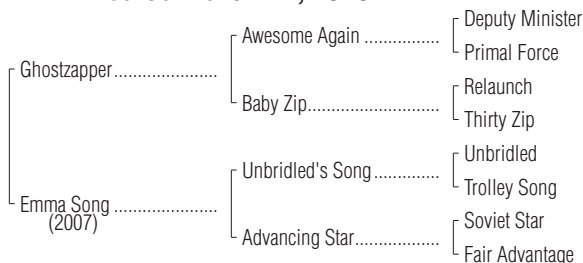 Deputy Minister
Awesome Again ................
Primal Force
Ghostzapper......................
Relaunch
Baby Zip............................
Thirty Zip
Unbridled
Unbridled's Song..............
Trolley Song
Emma Song ......................
(2007)
Soviet Star
Advancing Star..................
Fair Advantage